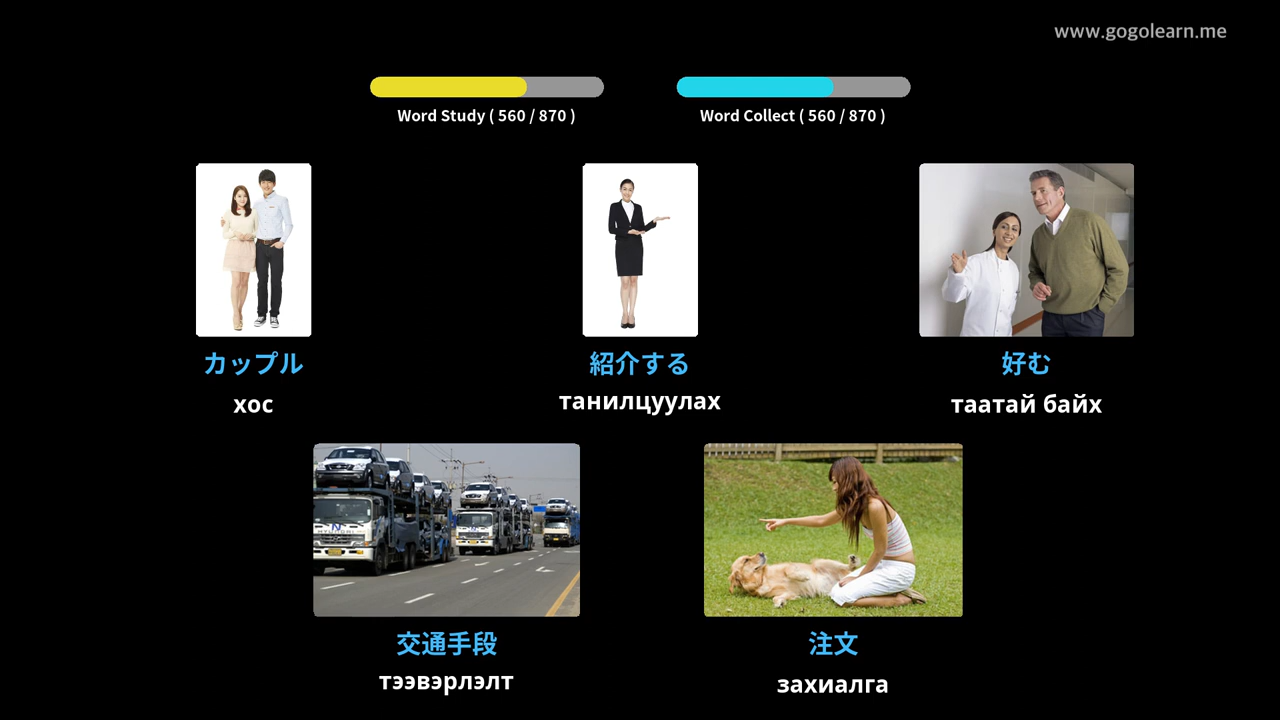 www.gogolearn.me
Word Study ( 560 / 870 )
Word Collect ( 560 / 870 )
カップル
紹介する
好む
хос
танилцуулах
таатай байх
交通手段
注文
тээвэрлэлт
захиалга